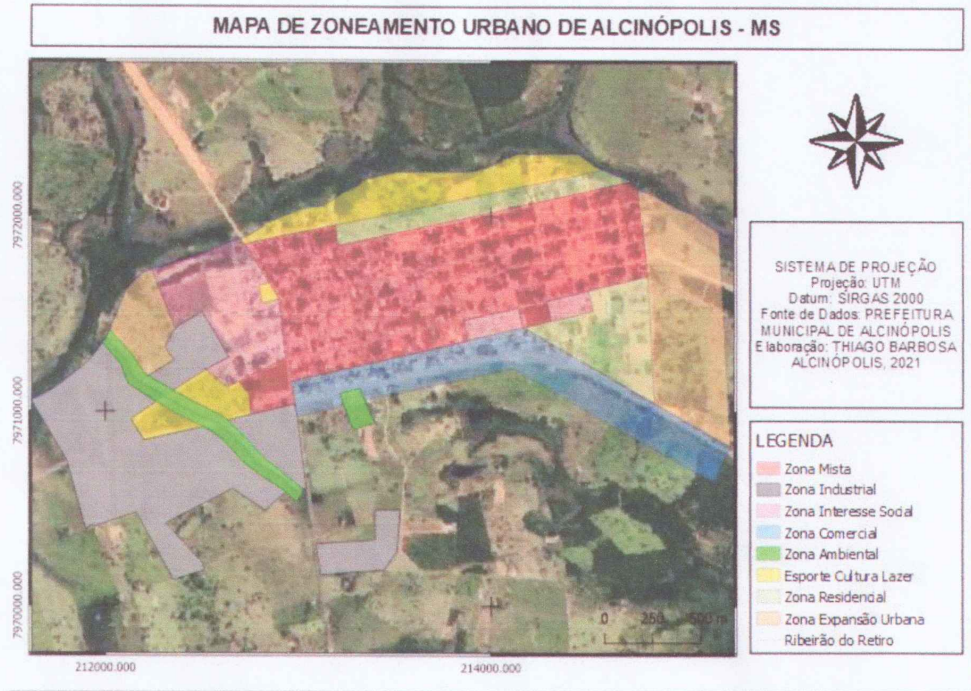 MAPA DE ZONEAMENTO URBANO DE ALCINÓPOLIS - MS
7972000.000
7971000.000
7970000.000
212000.000
214000.000
0 250 500 m
SISTEMA DE PROJEÇÃO
Projeção: UTM
Datum: SIRGAS 2000
Fonte de Dados: PREFEITURA
MUNICIPAL DE ALCINÓPOLIS
Elaboração: THIAGO BARBOSA
ALCINÓPOLIS, 2021
LEGENDA
Zona Mista
Zona Industrial
Zona Interesse Social
Zona Comercial
Zona Ambiental
Esporte Cultura Lazer
Zona Residencial
Zona Expansão Urbana
Ribeirão do Retiro